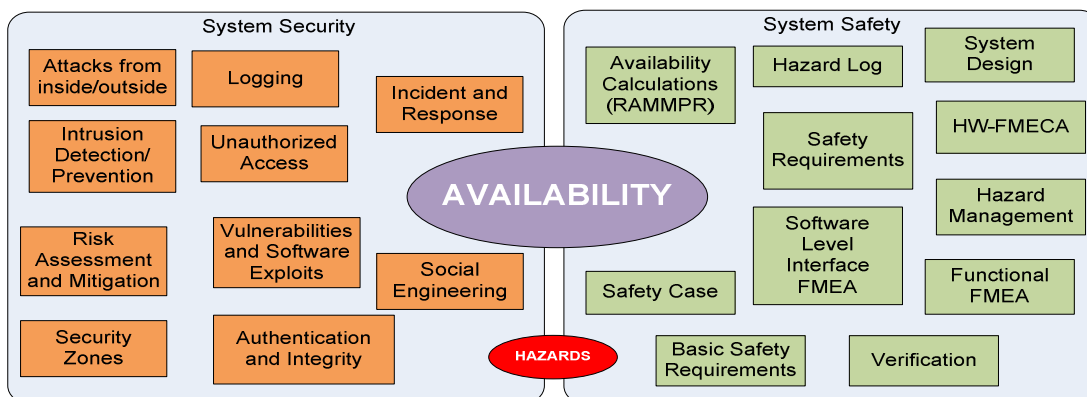 System Security
Attacks from
inside/outside
Logging
Incident and
Response
Intrusion
Detection/
Prevention
Unauthorized
Access
Risk
Assessment
and Mitigation
Vulnerabilities
and Software
Exploits
Social
Engineering
Security
Zones
Authentication
and Integrity
AVAILABILITY
HAZARDS
System Safety
Availability
Calculations
(RAMMPR)
Hazard Log
System
Design
Safety
Requirements
HW-FMECA
Hazard
Management
Software
Level
Interface
FMEA
Safety Case
Functional
FMEA
Basic Safety
Requirements
Verification